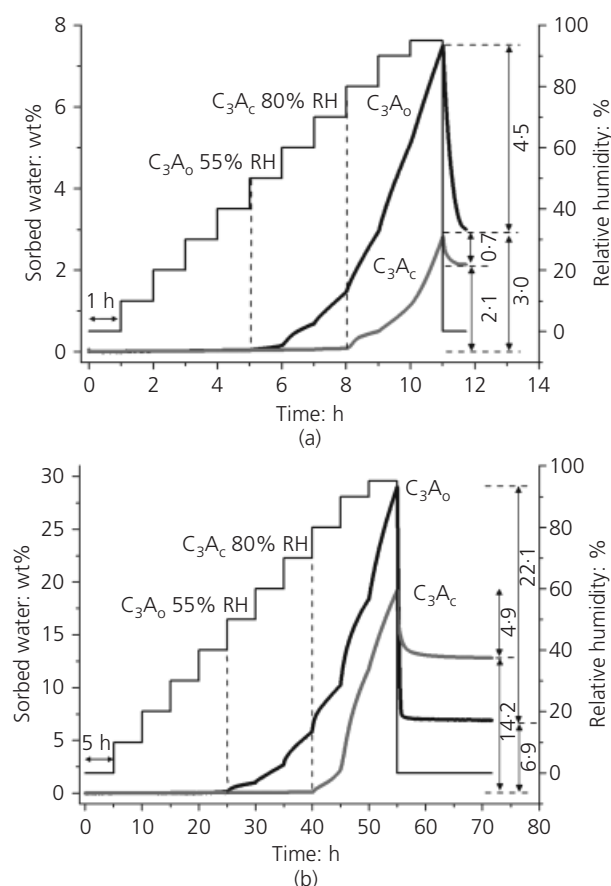 8
6
4
2
0
Sorbed water: wt%
100
80
60
40
20
0
Relative humidity: %
C₃Aₒ 55% RH
C₃A꜀ 80% RH
C₃Aₒ
C₃A꜀
1 h
4·5
0·7
2·1
3·0
0 2 4 6 8 10 12 14
Time: h
(a)
30
25
20
15
10
5
0
Sorbed water: wt%
100
80
60
40
20
0
Relative humidity: %
C₃A꜀ 80% RH
C₃Aₒ 55% RH
C₃Aₒ
C₃A꜀
5 h
22·1
4·9
14·2
6·9
0 10 20 30 40 50 60 70 80
Time: h
(b)